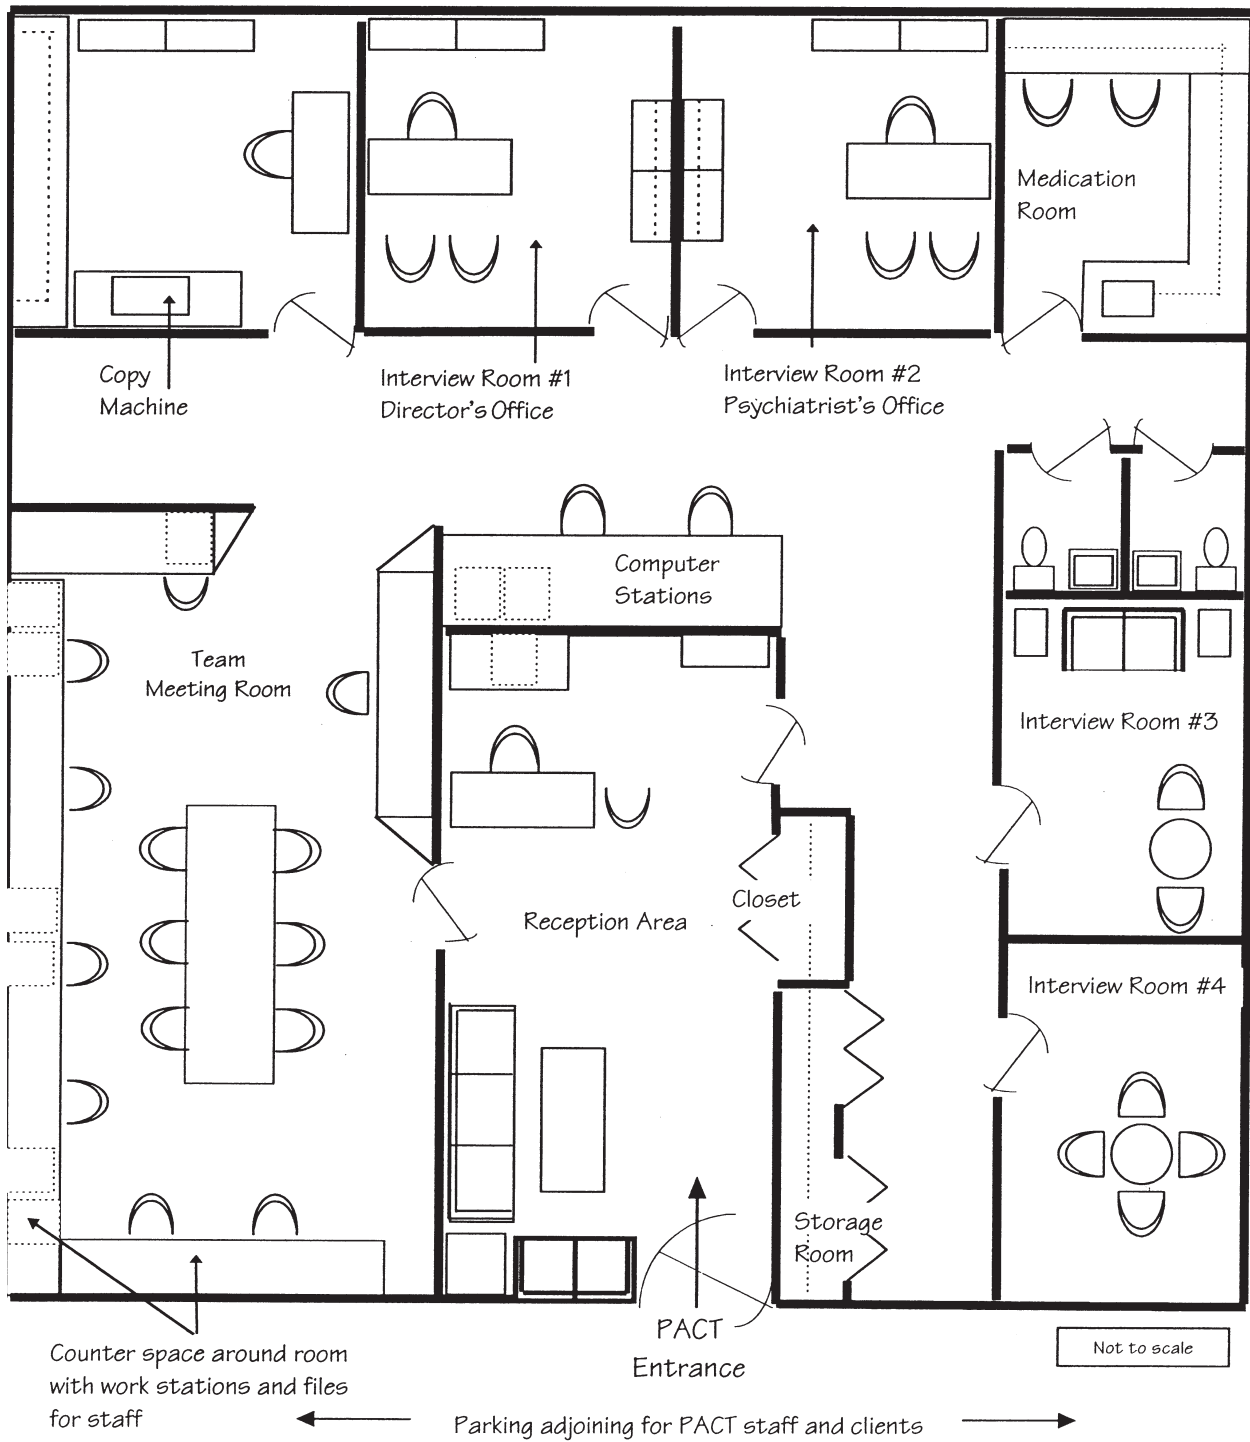 Medication
Room
Copy
Machine
Interview Room #1
Director's Office
Interview Room #2
Psychiatrist's Office
Computer
Stations
Team
Meeting Room
Interview Room #3
Closet
Reception Area
Interview Room #4
Storage
Room
PACT
Entrance
Not to scale
Counter space around room
with work stations and files
for staff
Parking adjoining for PACT staff and clients